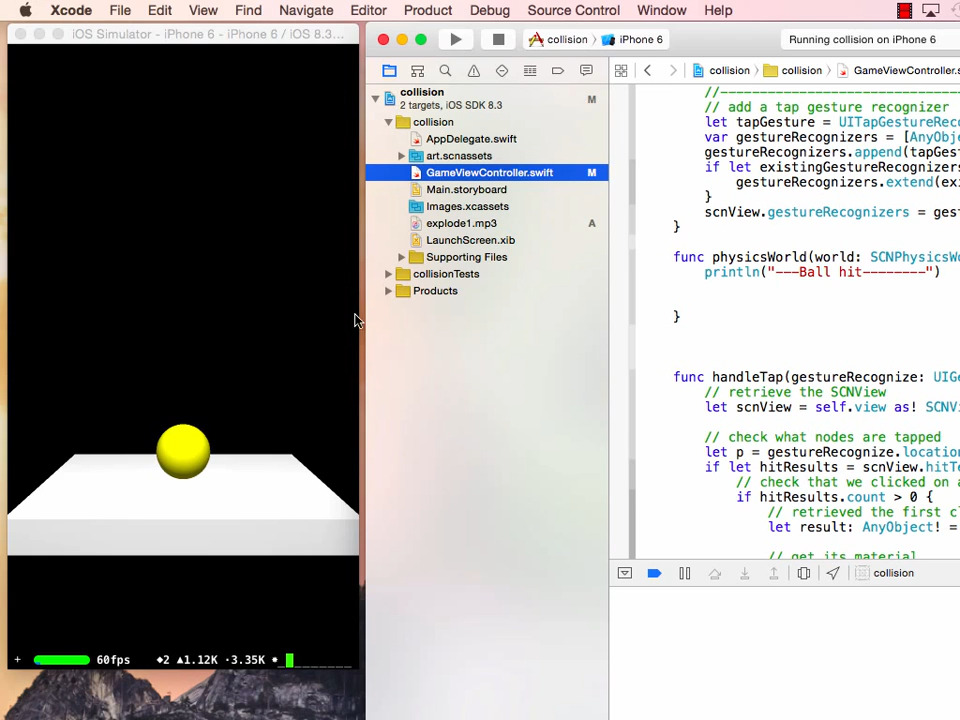 Xcode File Edit View Find Navigate Editor Product Debug Source Control Window Help
iOS Simulator - iPhone 6 - iPhone 6 / iOS 8.3...
collision iPhone 6
Running collision on iPhone 6
collision
2 targets, iOS SDK 8.3
M
collision
AppDelegate.swift
art.scnassets
GameViewController.swift M
Main.storyboard
Images.xcassets
explode1.mp3 A
LaunchScreen.xib
Supporting Files
collisionTests
Products
collision collision GameViewController.s
//------------------------------
// add a tap gesture recognizer
let tapGesture = UITapGestureReco
var gestureRecognizers = [AnyObje
gestureRecognizers.append(tapGest
if let existingGestureRecognizers
gestureRecognizers.extend(exi
}
scnView.gestureRecognizers = gest
}
func physicsWorld(world: SCNPhysicsWo
println("---Ball hit--------")
}
func handleTap(gestureRecognize: UIGe
// retrieve the SCNView
let scnView = self.view as! SCNVi
// check what nodes are tapped
let p = gestureRecognize.location
if let hitResults = scnView.hitTe
// check that we clicked on a
if hitResults.count > 0 {
// retrieved the first cl
let result: AnyObject! =
// get its material
collision
+ 60fps ◆2 ▲1.12K ·3.35K